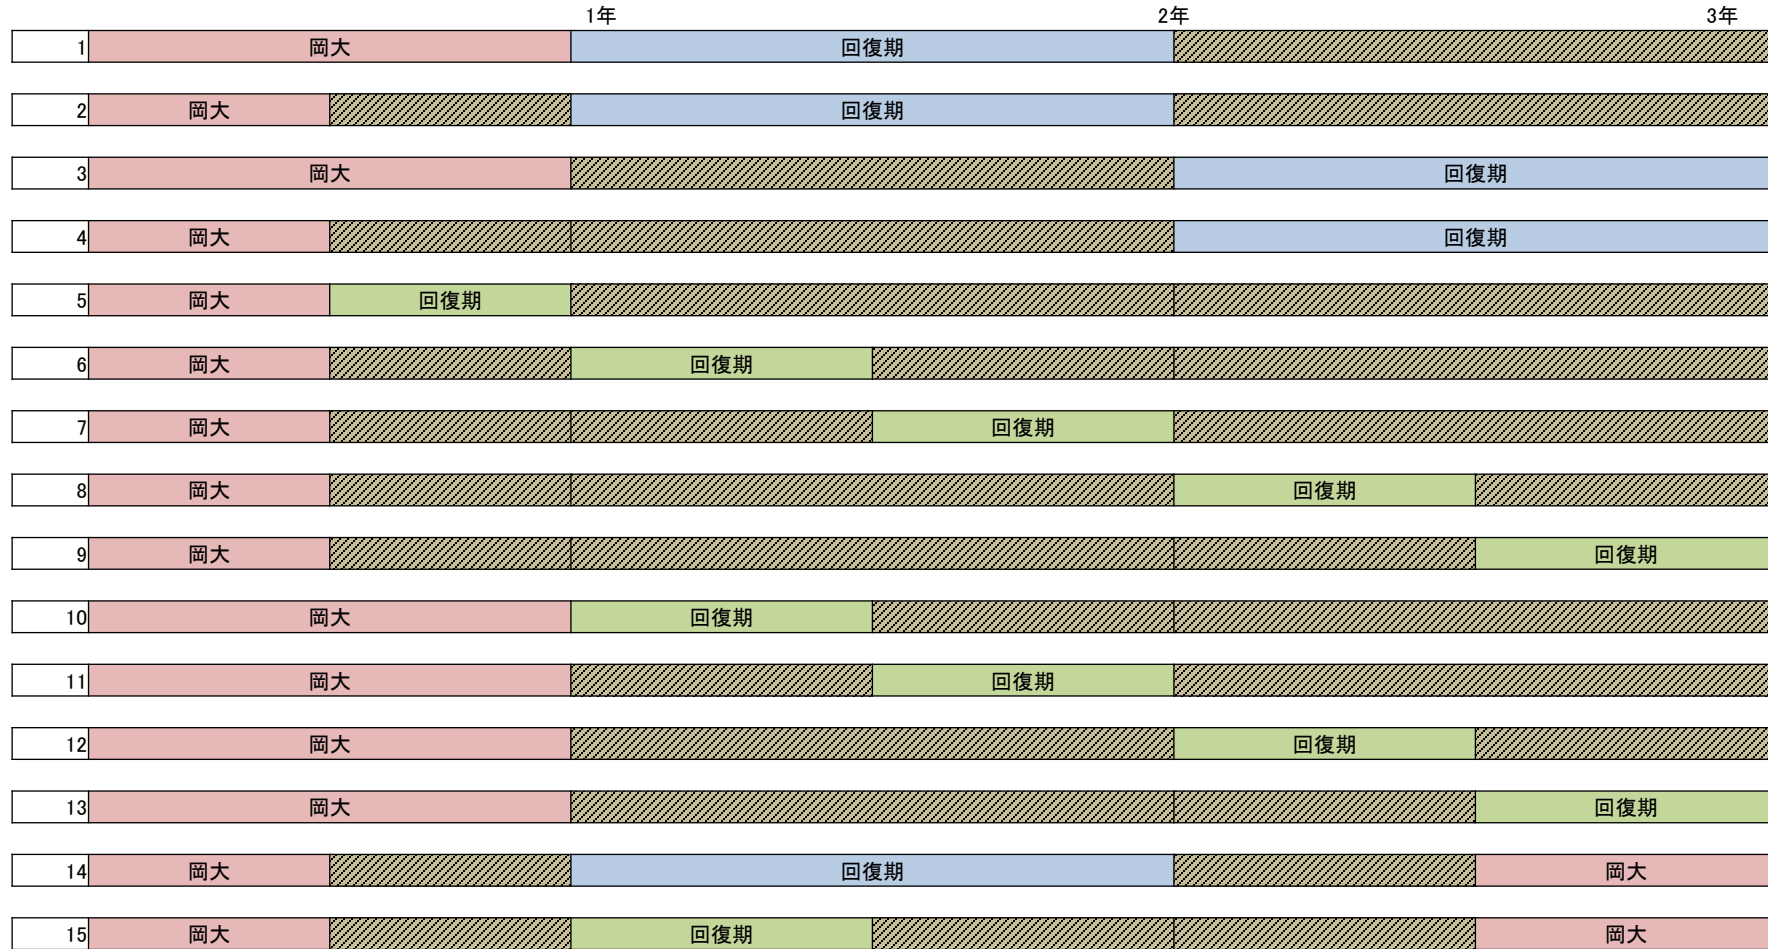 1年 2年 3年
1 岡大 回復期
2 岡大 回復期
3 岡大 回復期
4 岡大 回復期
5 岡大 回復期
6 岡大 回復期
7 岡大 回復期
8 岡大 回復期
9 岡大 回復期
10 岡大 回復期
11 岡大 回復期
12 岡大 回復期
13 岡大 回復期
14 岡大 回復期 岡大
15 岡大 回復期 岡大